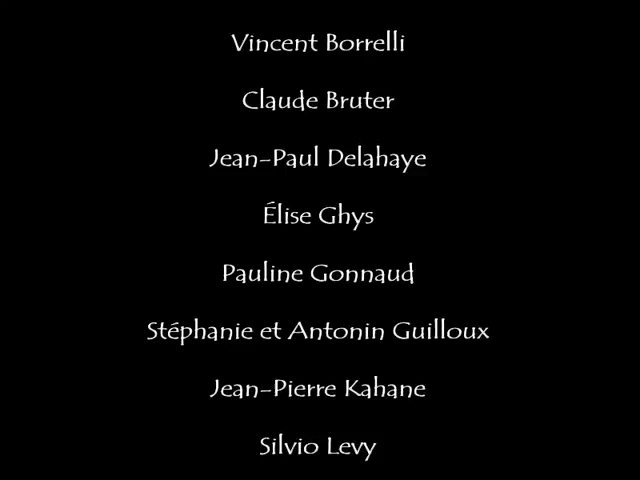 Vincent Borrelli
Claude Bruter
Jean-Paul Delahaye
Élise Ghys
Pauline Gonnaud
Stéphanie et Antonin Guilloux
Jean-Pierre Kahane
Silvio Levy